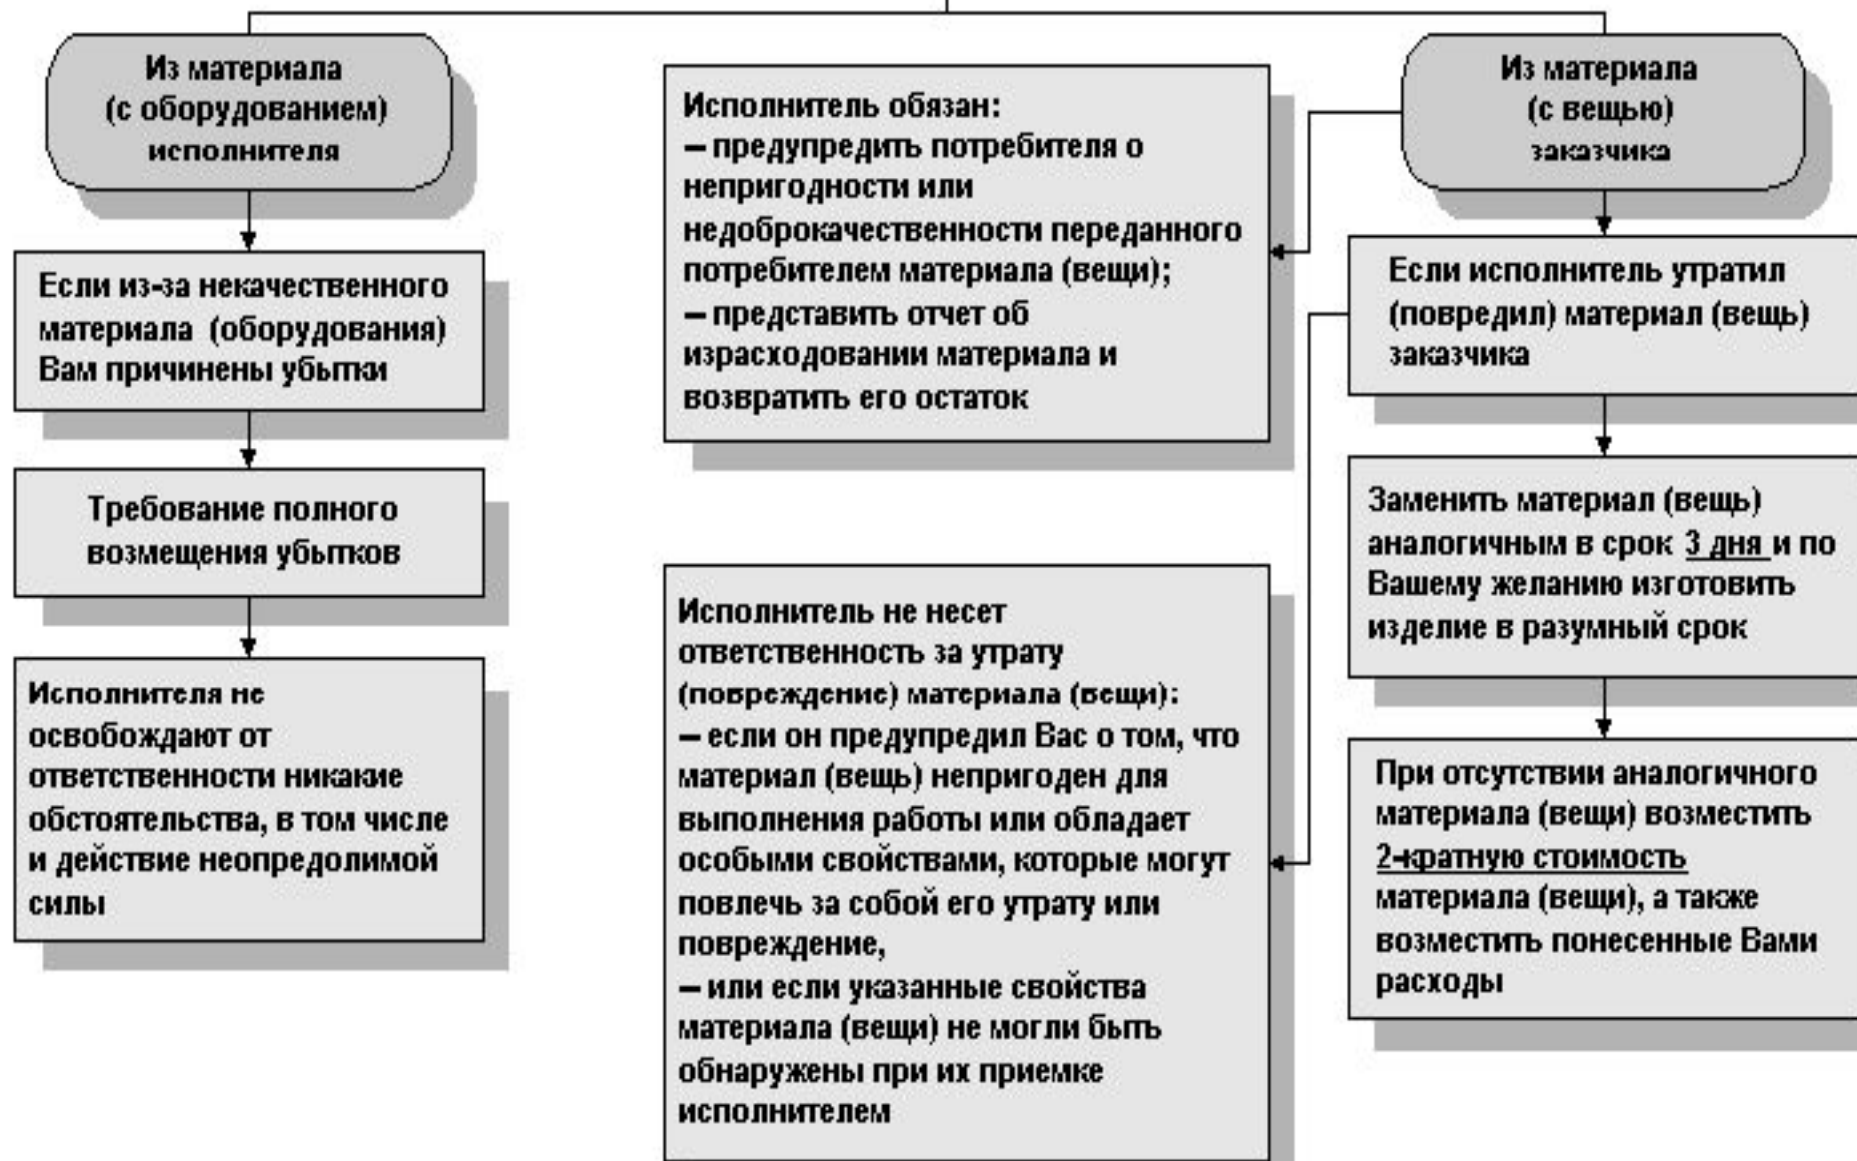 Из материала
(с оборудованием)
исполнителя
Если из-за некачественного
материала (оборудования)
Вам причинены убытки
Требование полного
возмещения убытков
Исполнителя не
освобождают от
ответственности никакие
обстоятельства, в том числе
и действие неопредолимой
силы
Исполнитель обязан:
– предупредить потребителя о
непригодности или
недоброкачественности переданного
потребителем материала (вещи);
– представить отчет об
израсходовании материала и
возвратить его остаток
Исполнитель не несет
ответственность за утрату
(повреждение) материала (вещи):
– если он предупредил Вас о том, что
материал (вещь) непригоден для
выполнения работы или обладает
особыми свойствами, которые могут
повлечь за собой его утрату или
повреждение,
– или если указанные свойства
материала (вещи) не могли быть
обнаружены при их приемке
исполнителем
Из материала
(с вещью)
заказчика
Если исполнитель утратил
(повредил) материал (вещь)
заказчика
Заменить материал (вещь)
аналогичным в срок 3 дня и по
Вашему желанию изготовить
изделие в разумный срок
При отсутствии аналогичного
материала (вещи) возместить
2-кратную стоимость
материала (вещи), а также
возместить понесенные Вами
расходы